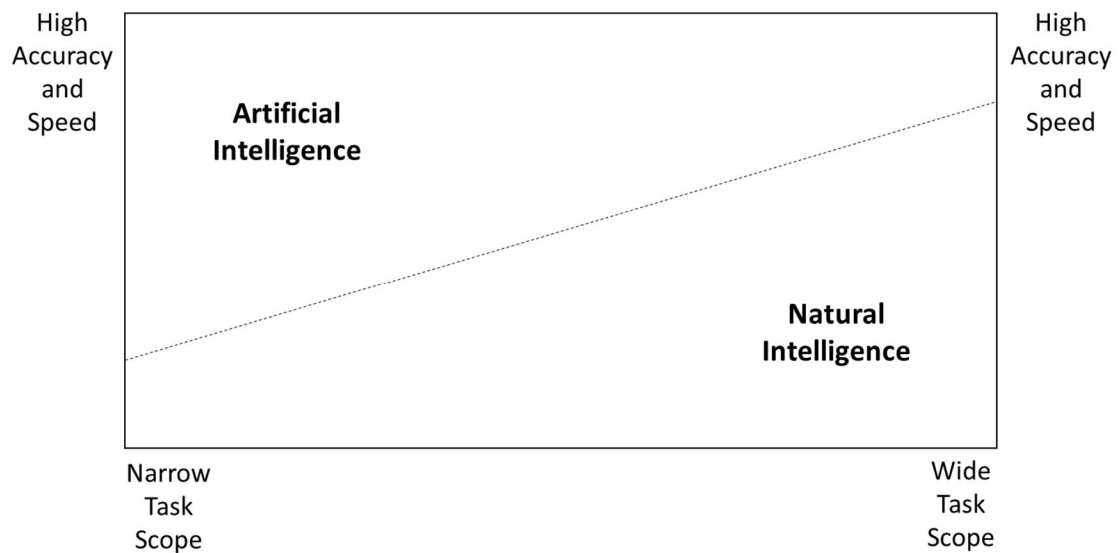 High
Accuracy
and
Speed
High
Accuracy
and
Speed
Artificial
Intelligence
Natural
Intelligence
Narrow
Task
Scope
Wide
Task
Scope